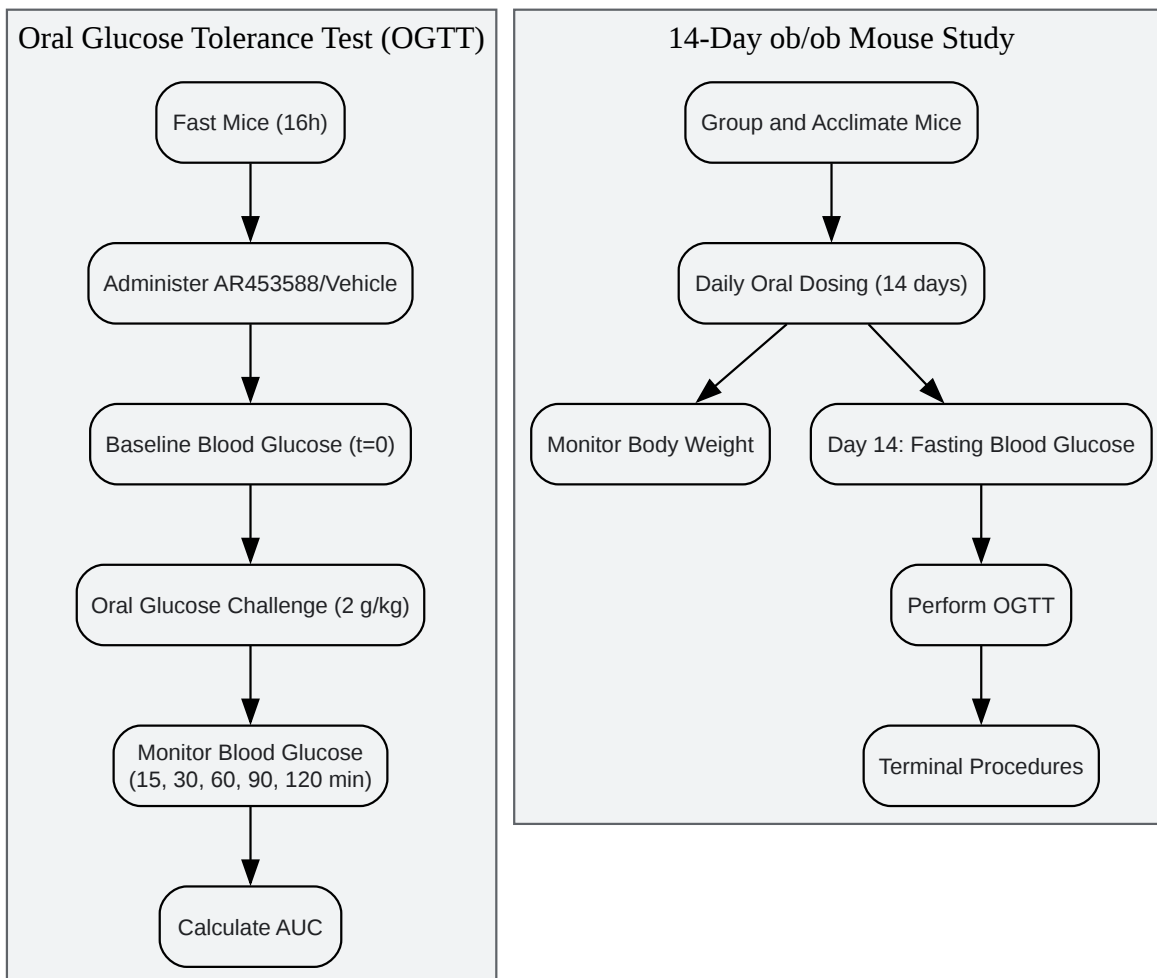 Oral Glucose Tolerance Test (OGTT)
Fast Mice (16h)
Administer AR453588/Vehicle
Baseline Blood Glucose (t=0)
Oral Glucose Challenge (2 g/kg)
Monitor Blood Glucose
(15, 30, 60, 90, 120 min)
Calculate AUC
14-Day ob/ob Mouse Study
Group and Acclimate Mice
Daily Oral Dosing (14 days)
Monitor Body Weight
Day 14: Fasting Blood Glucose
Perform OGTT
Terminal Procedures